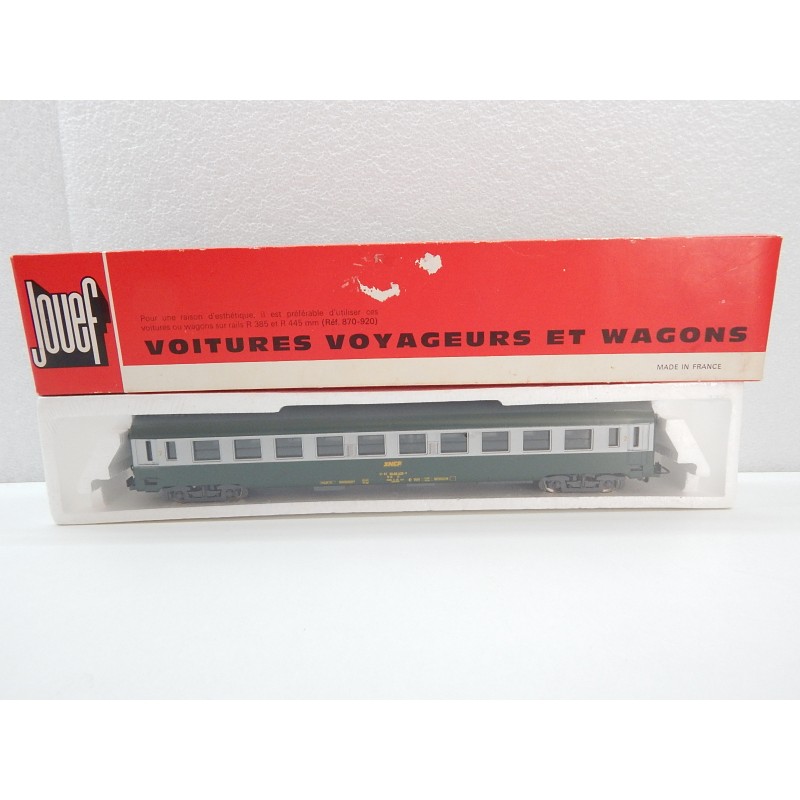 Jouef
Pour une raison d'esthétique, il est préférable d'utiliser ces
voitures ou wagons sur rails R 385 et R 445 mm (Réf. 870-920)
VOITURES VOYAGEURS ET WAGONS
MADE IN FRANCE
SNCF